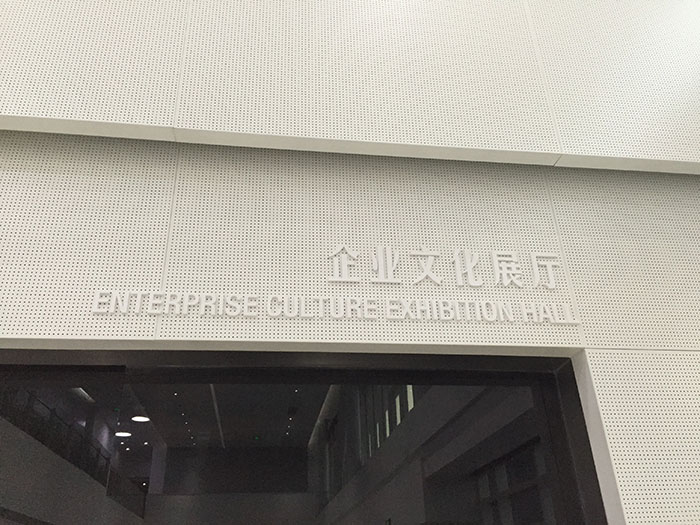 企业文化展厅
ENTERPRISE CULTURE EXHIBITION HALL